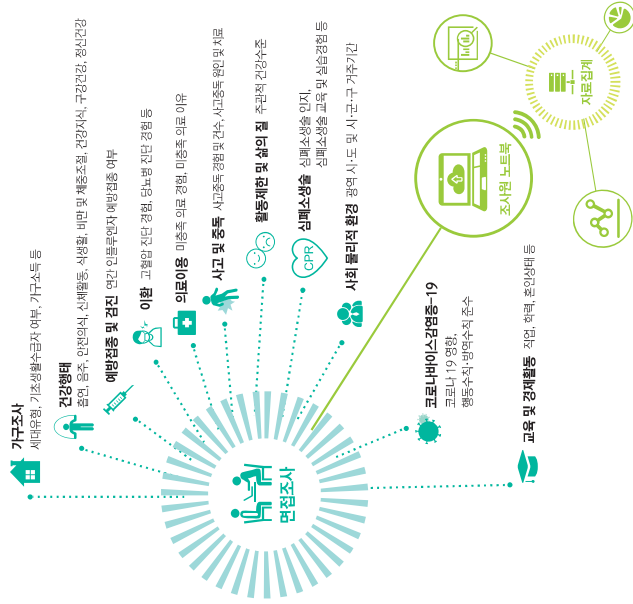 가구조사
세대유형, 기초생활수급자 여부, 가구소득 등
건강행태
흡연, 음주, 안전의식, 신체활동, 식생활, 비만 및 체중조절, 건강지식, 구강건강, 정신건강
예방접종 및 검진 연간 인플루엔자 예방접종 여부
이환 고혈압 진단 경험, 당뇨병 진단 경험 등
의료이용 미충족 의료 경험, 미충족 의료 이유
사고 및 중독 사고중독 경험 및 건수, 사고중독 원인 및 치료
활동제한 및 삶의 질 주관적 건강수준
심폐소생술 심폐소생술 인지,
심폐소생술 교육 및 실습경험 등
CPR
사회 물리적 환경 광역 시·도 및 시·군·구 거주기간
코로나바이스감염증-19
코로나 19 영향,
행동수칙·방역수칙 준수
교육 및 경제활동 직업, 학력, 혼인상태 등
면접조사
조사원 노트북
자료집계